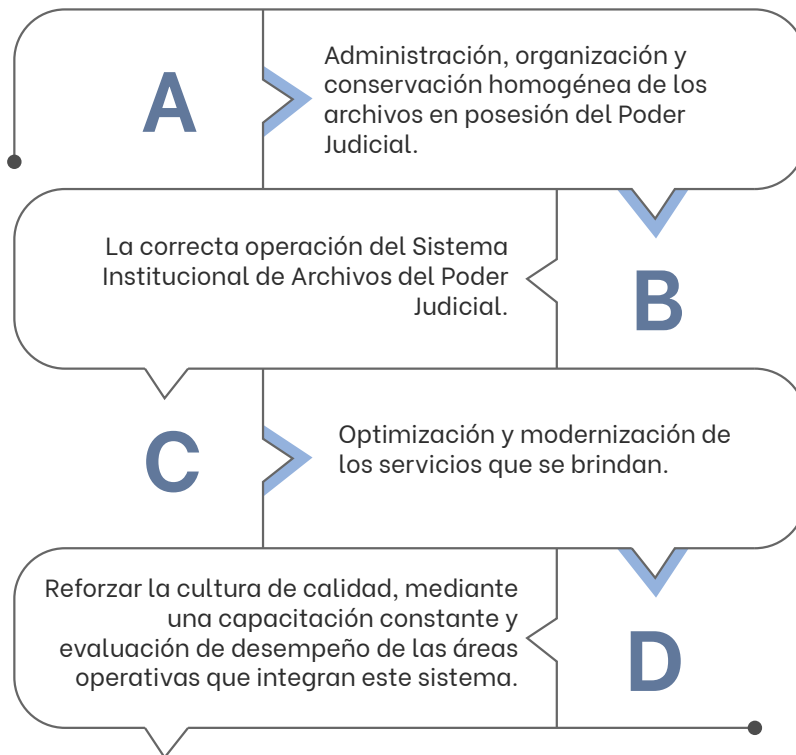 A
Administración, organización y
conservación homogénea de los
archivos en posesión del Poder
Judicial.
La correcta operación del Sistema
Institucional de Archivos del Poder
Judicial.
B
C
Optimización y modernización de
los servicios que se brindan.
Reforzar la cultura de calidad, mediante
una capacitación constante y
evaluación de desempeño de las áreas
operativas que integran este sistema.
D